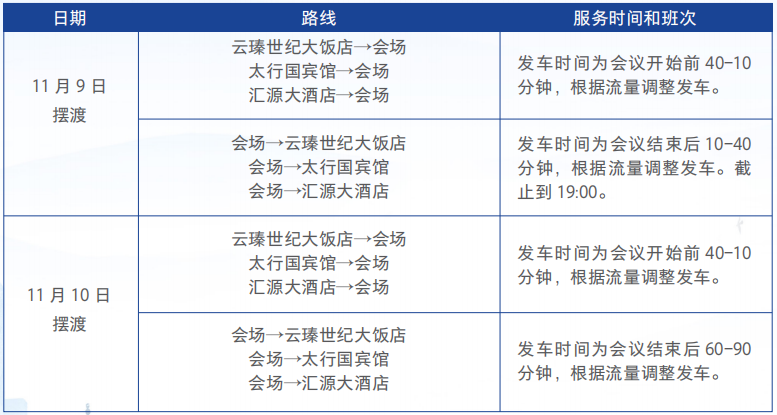 日期 路线 服务时间和班次
11 月 9 日
摆渡
云瑧世纪大饭店→会场
太行国宾馆→会场
汇源大酒店→会场
发车时间为会议开始前 40-10
分钟，根据流量调整发车。
会场→云瑧世纪大饭店
会场→太行国宾馆
会场→汇源大酒店
发车时间为会议结束后 10-40
分钟，根据流量调整发车。截
止到 19:00。
11 月 10 日
摆渡
云瑧世纪大饭店→会场
太行国宾馆→会场
汇源大酒店→会场
发车时间为会议开始前 40-10
分钟，根据流量调整发车。
会场→云瑧世纪大饭店
会场→太行国宾馆
会场→汇源大酒店
发车时间为会议结束后 60-90
分钟，根据流量调整发车。